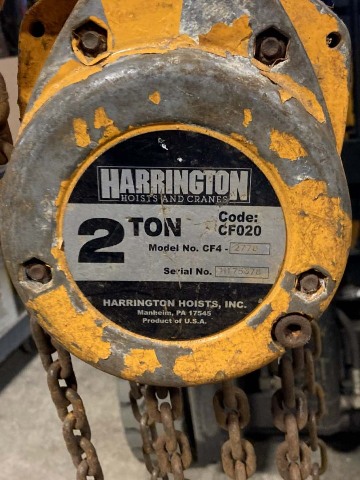 HARRINGTON
HOISTS AND CRANES
2 TON
Code:
CF020
Model No. CF4-
Serial No.
HARRINGTON HOISTS, INC.
Manheim, PA 17545
Product of U.S.A.